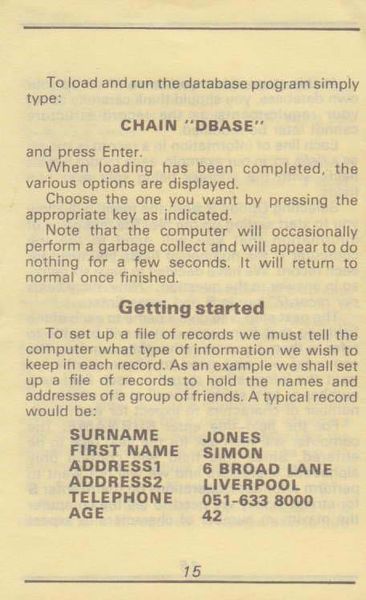 To load and run the database program simply
type:
CHAIN "DBASE"
and press Enter.
When loading has been completed, the
various options are displayed.
Choose the one you want by pressing the
appropriate key as indicated.
Note that the computer will occasionally
perform a garbage collect and will appear to do
nothing for a few seconds. It will return to
normal once finished.
Getting started
To set up a file of records we must tell the
computer what type of information we wish to
keep in each record. As an example we shall set
up a file of records to hold the names and
addresses of a group of friends. A typical record
would be:
SURNAME JONES
FIRST NAME SIMON
ADDRESS1 6 BROAD LANE
ADDRESS2 LIVERPOOL
TELEPHONE 051-633 8000
AGE 42
15